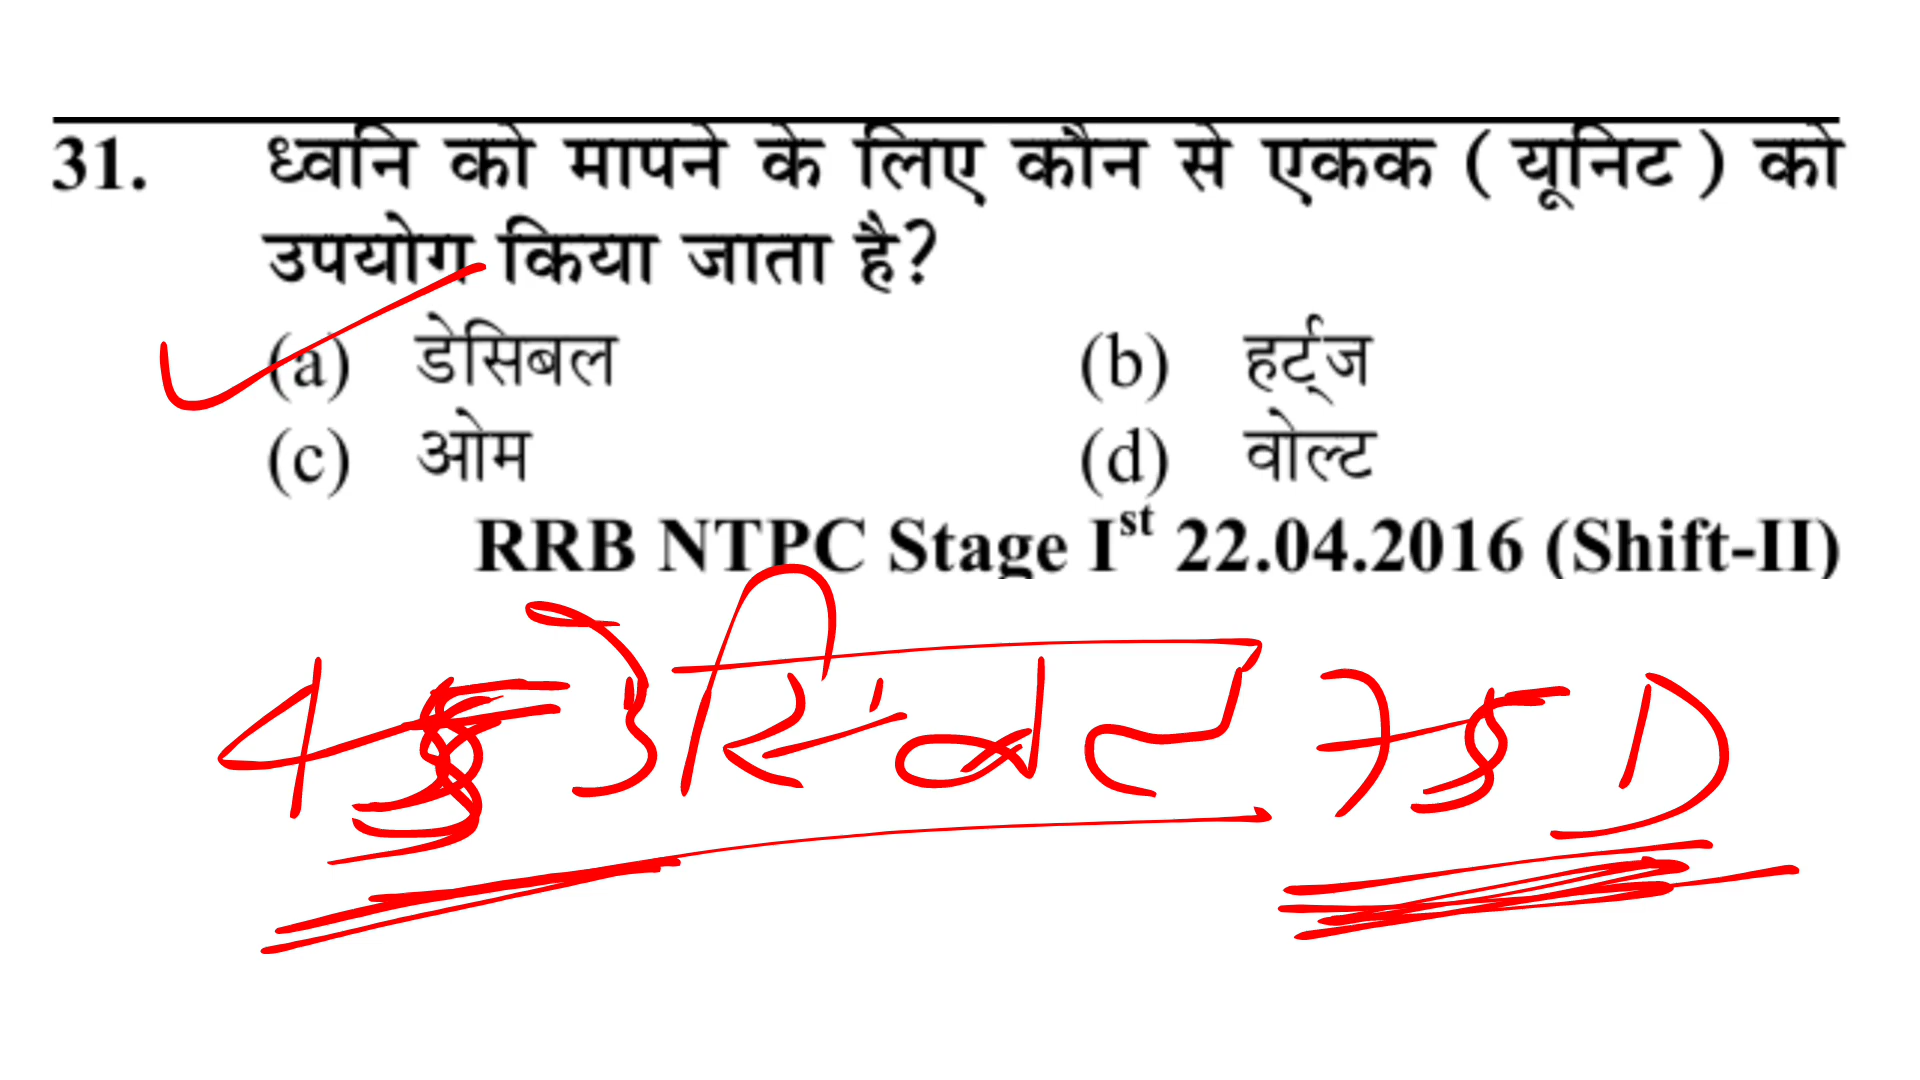 31. ध्वनि को मापने के लिए कौन से एकक ( यूनिट ) को
उपयोग किया जाता है?
(a) डेसिबल (b) हर्ट्ज
(c) ओम (d) वोल्ट
RRB NTPC Stage Ist 22.04.2016 (Shift-II)